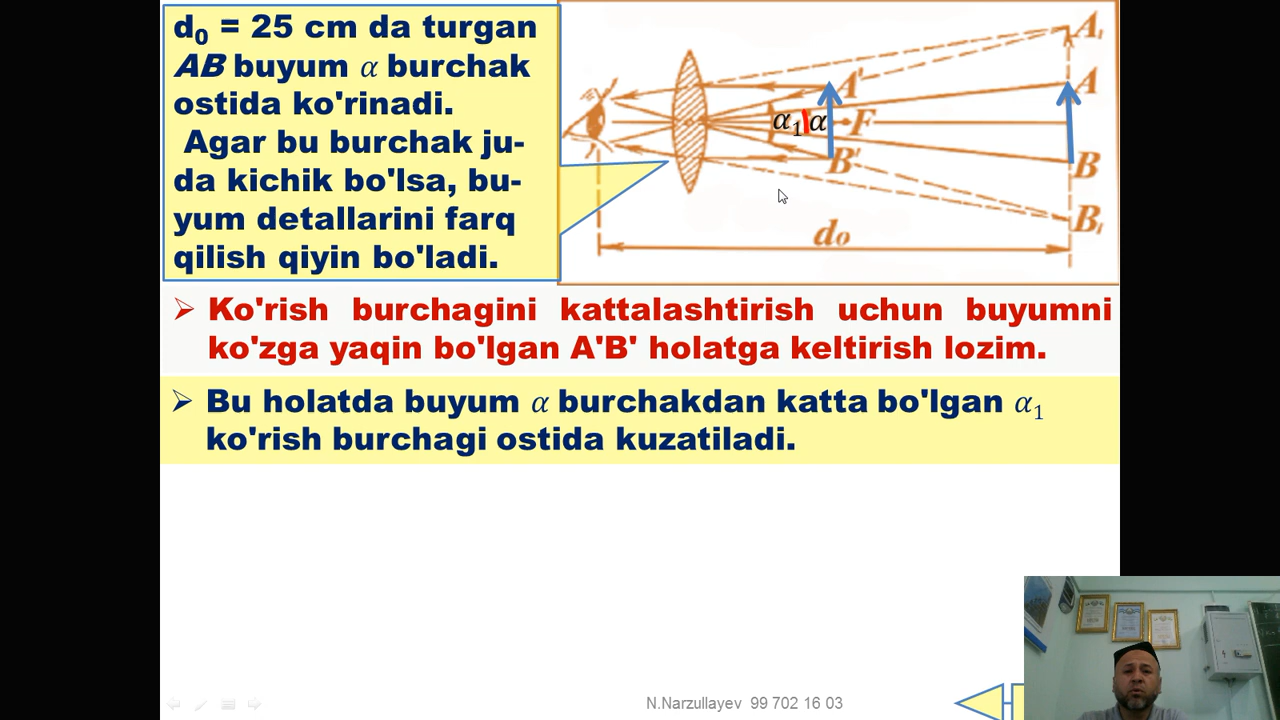 d₀ = 25 cm da turgan
AB buyum α burchak
ostida ko'rinadi.
Agar bu burchak ju-
da kichik bo'lsa, bu-
yum detallarini farq
qilish qiyin bo'ladi.
A₁
A' A
α₁ α F
B' B
B₁
d₀
➢ Ko'rish burchagini kattalashtirish uchun buyumni
ko'zga yaqin bo'lgan A'B' holatga keltirish lozim.
➢ Bu holatda buyum α burchakdan katta bo'lgan α₁
ko'rish burchagi ostida kuzatiladi.
N.Narzullayev 99 702 16 03